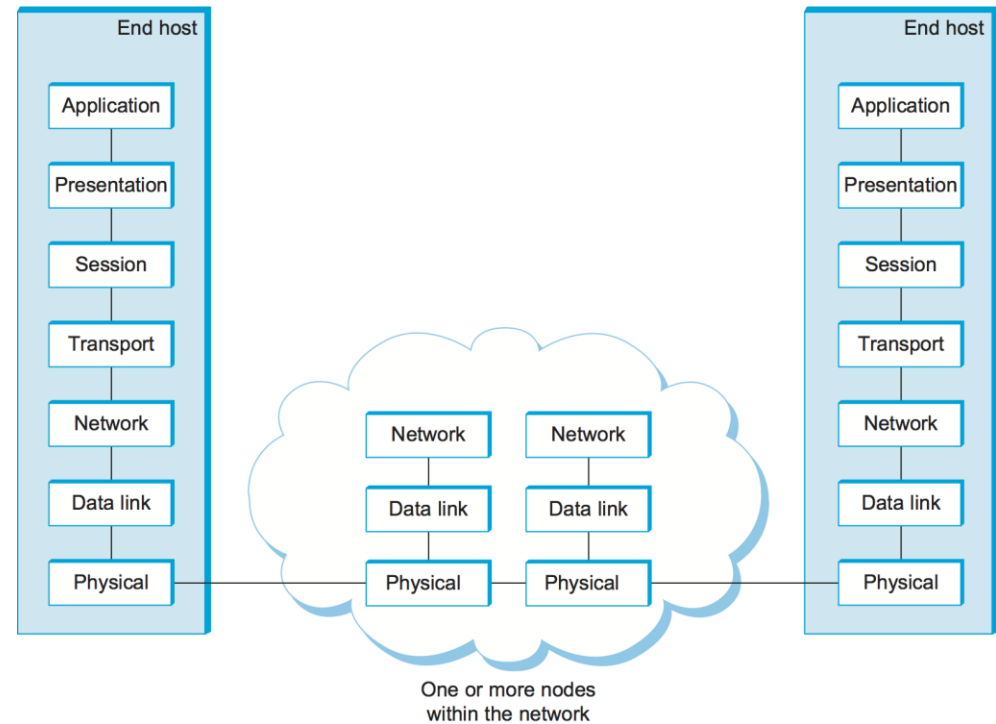 End host
Application
Presentation
Session
Transport
Network
Data link
Physical
Network
Data link
Physical
Network
Data link
Physical
One or more nodes
within the network
End host
Application
Presentation
Session
Transport
Network
Data link
Physical